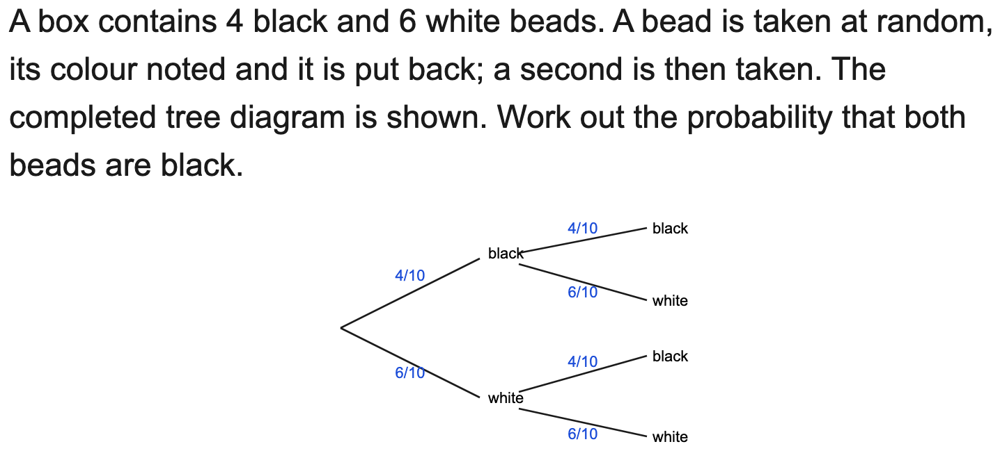 A box contains 4 black and 6 white beads. A bead is taken at random,
its colour noted and it is put back; a second is then taken. The
completed tree diagram is shown. Work out the probability that both
beads are black.
4/10 black
black
4/10
6/10
white
4/10 black
6/10
white
6/10 white